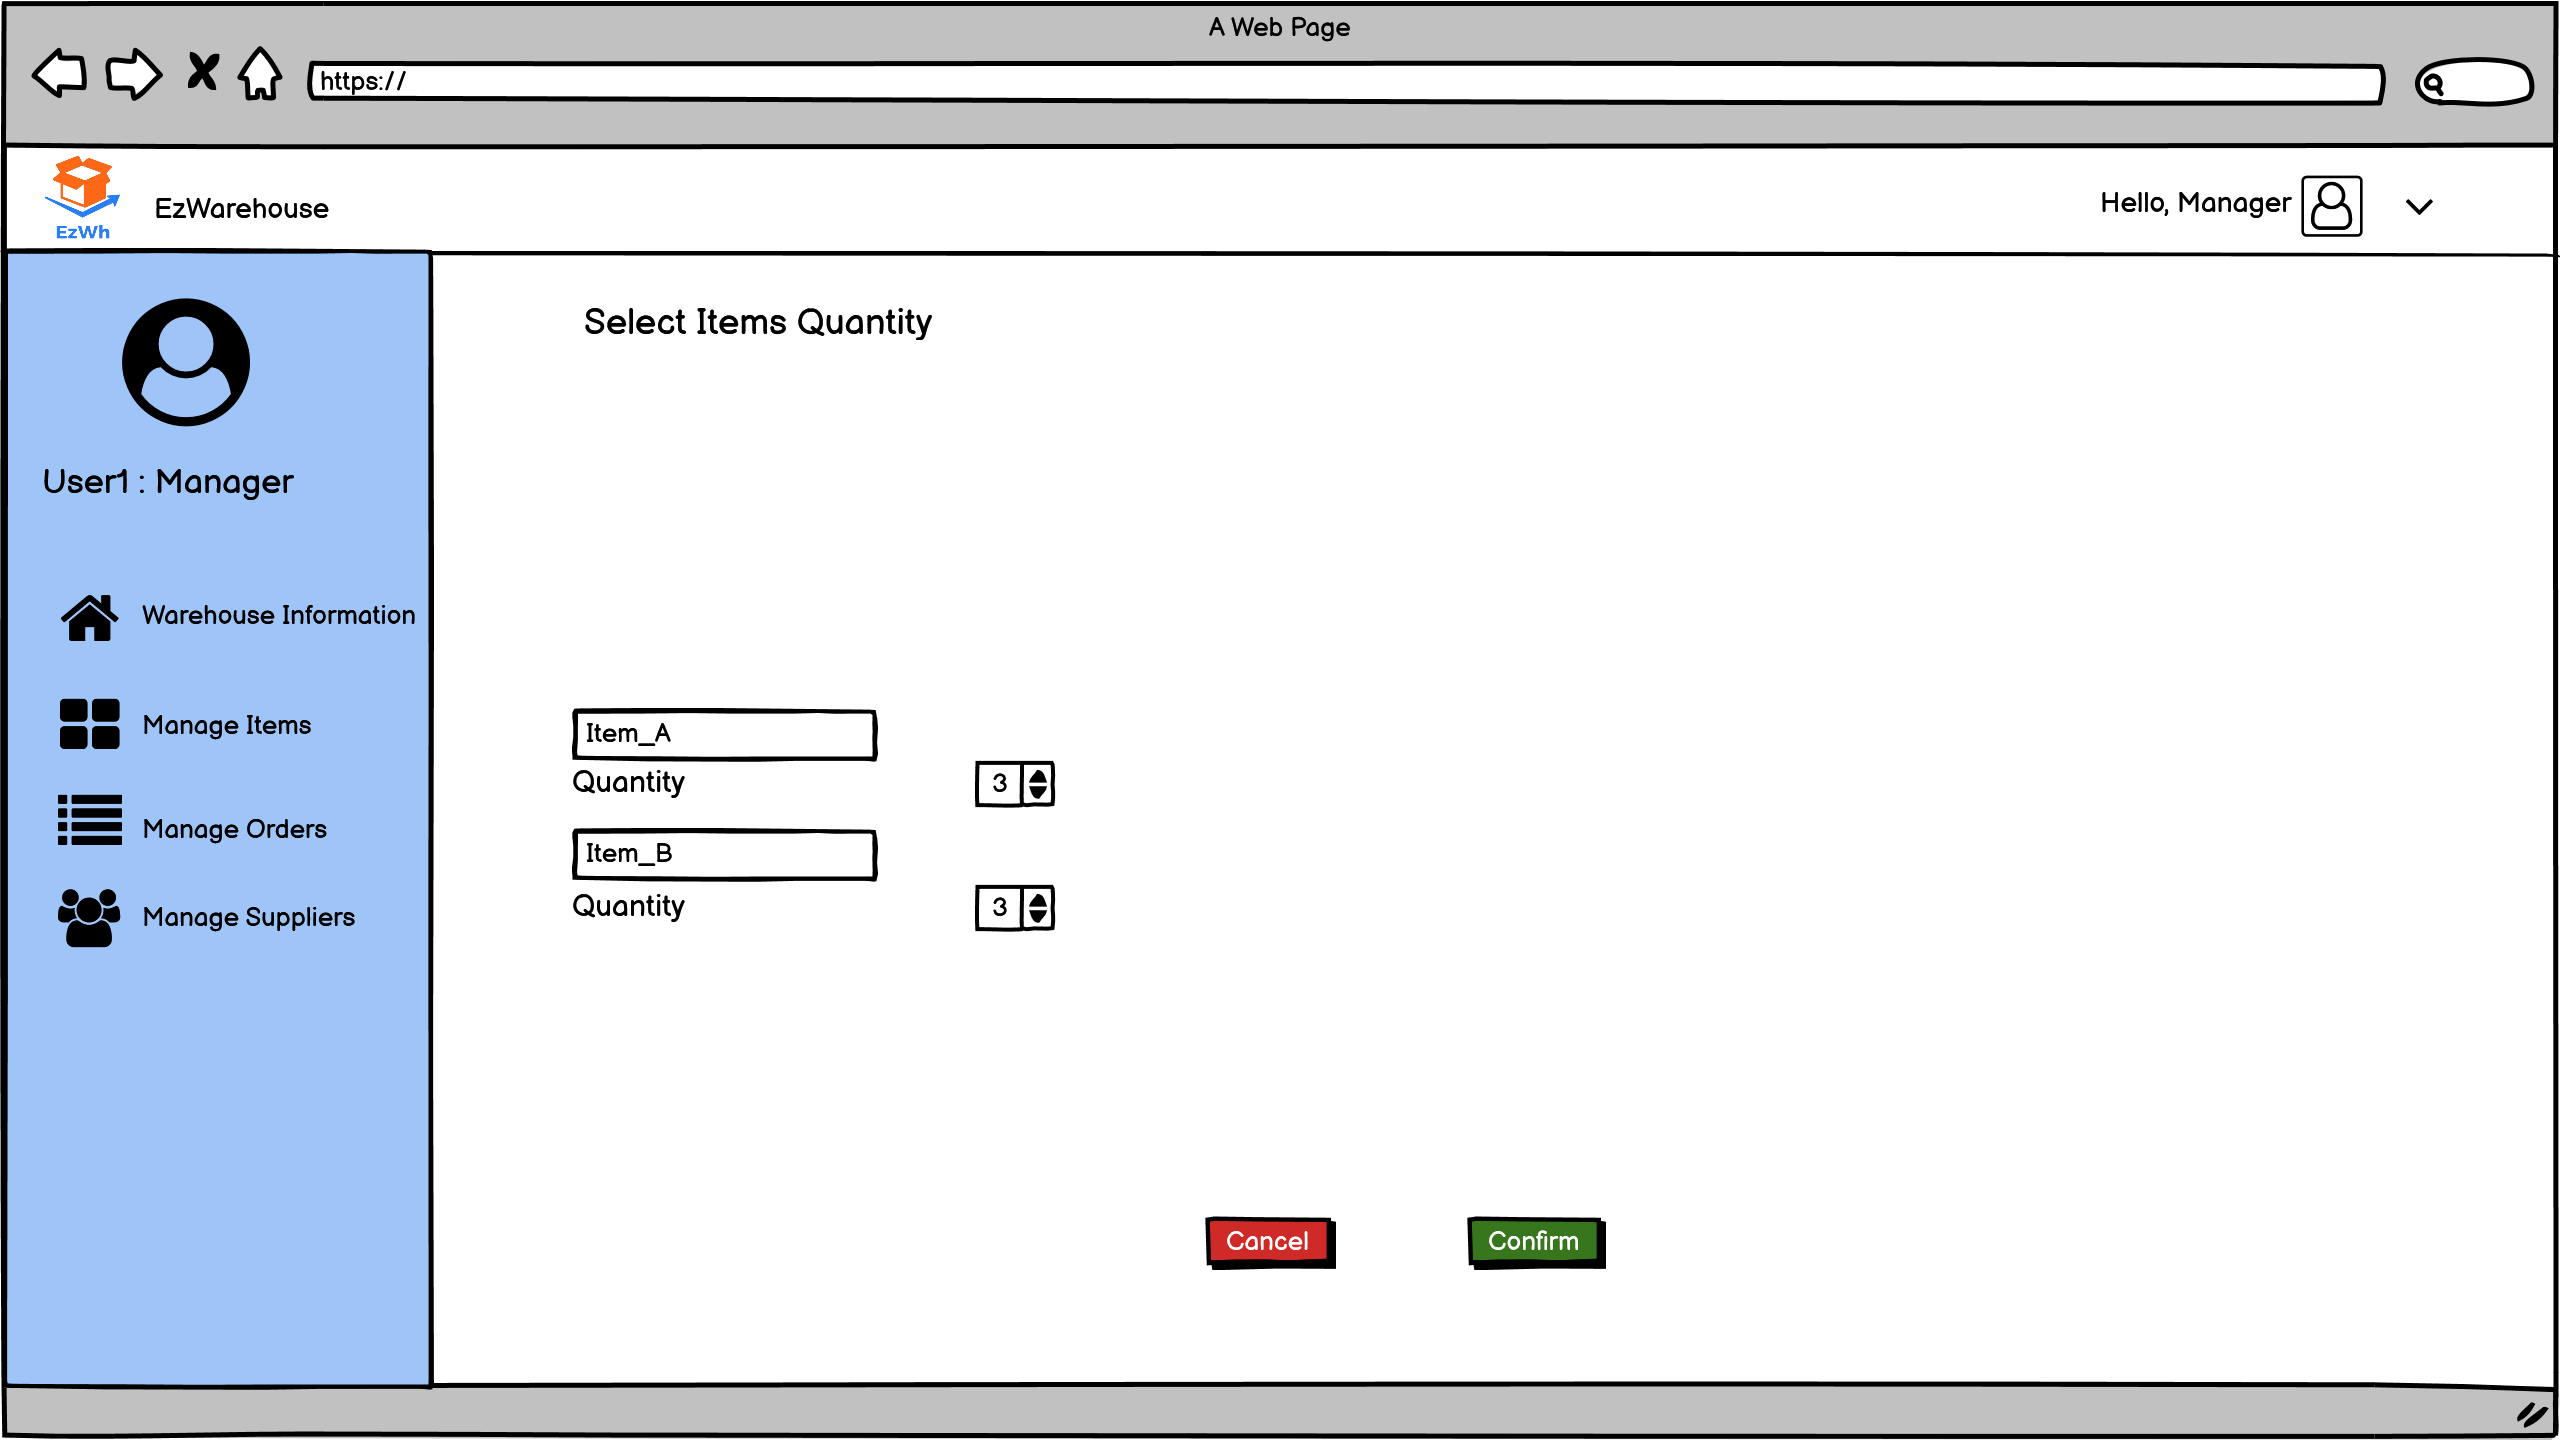 A Web Page
https://
EzWh
EzWarehouse
Hello, Manager
User1 : Manager
Warehouse Information
Manage Items
Manage Orders
Manage Suppliers
Select Items Quantity
Item_A
Quantity
3
Item_B
Quantity
3
Cancel
Confirm